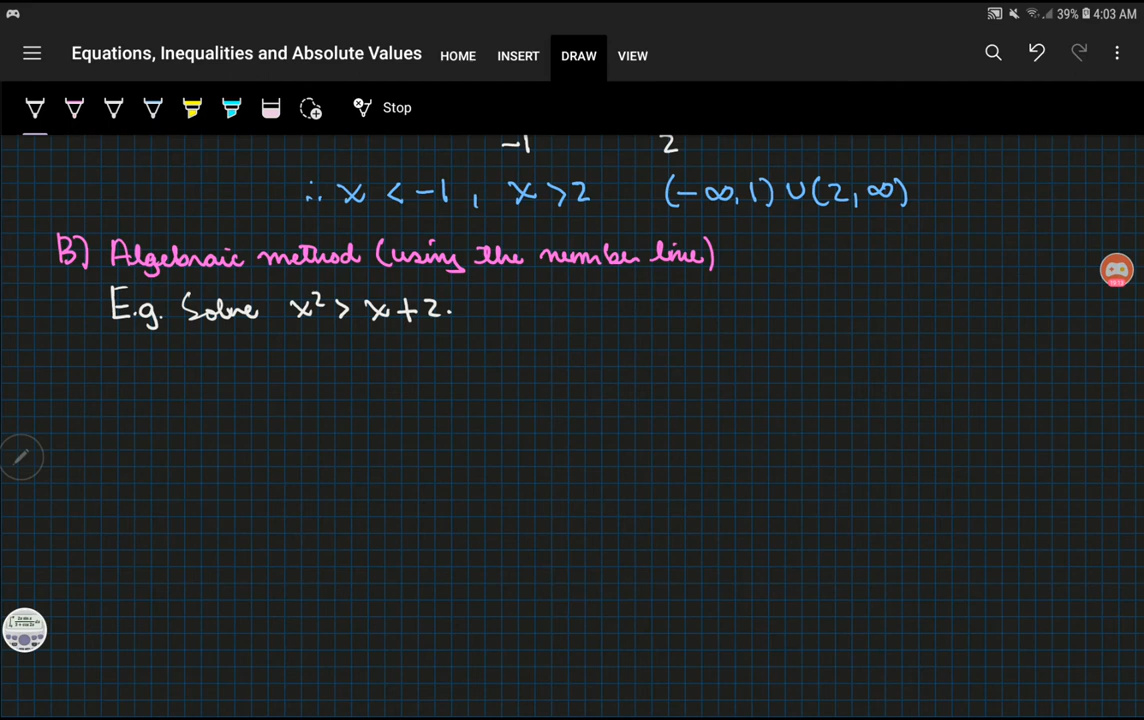 39% 4:03 AM
Equations, Inequalities and Absolute Values HOME INSERT DRAW VIEW
Stop
-1 2
∴ x < -1, x > 2 (-∞, 1) ∪ (2, ∞)
B) Algebraic method (using the number line)
E.g. Solve x² > x + 2.